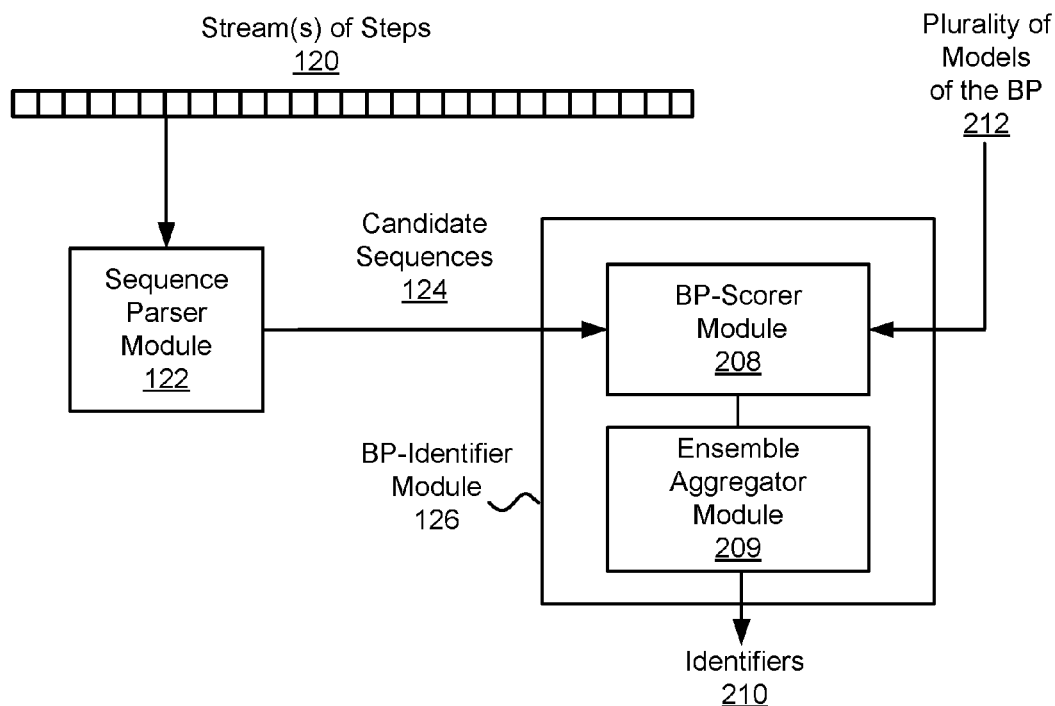 Stream(s) of Steps
120
Plurality of
Models
of the BP
212
Candidate
Sequences
124
Sequence
Parser
Module
122
BP-Scorer
Module
208
BP-Identifier
Module
126
Ensemble
Aggregator
Module
209
Identifiers
210